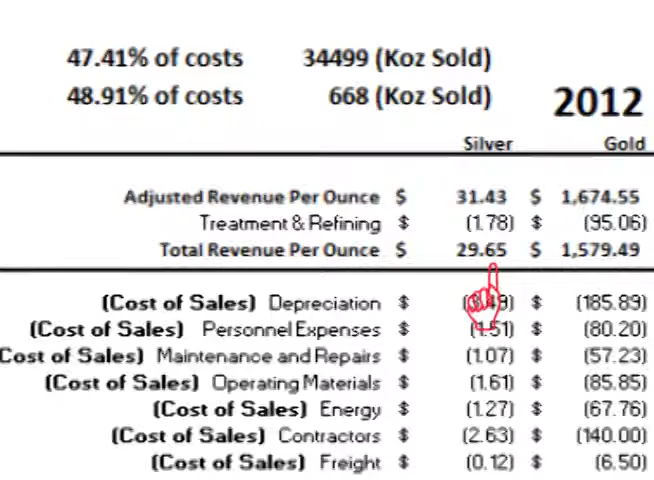 47.41% of costs 34499 (Koz Sold)
48.91% of costs 668 (Koz Sold) 2012
Silver Gold
Adjusted Revenue Per Ounce $ 31.43 $ 1,674.55
Treatment & Refining $ (1.78) $ (95.06)
Total Revenue Per Ounce $ 29.65 $ 1,579.49
(Cost of Sales) Depreciation $ $ (185.89)
(Cost of Sales) Personnel Expenses $ (1.51) $ (80.20)
Cost of Sales) Maintenance and Repairs $ (1.07) $ (57.23)
(Cost of Sales) Operating Materials $ (1.61) $ (85.85)
(Cost of Sales) Energy $ (1.27) $ (67.76)
(Cost of Sales) Contractors $ (2.63) $ (140.00)
(Cost of Sales) Freight $ (0.12) $ (6.50)